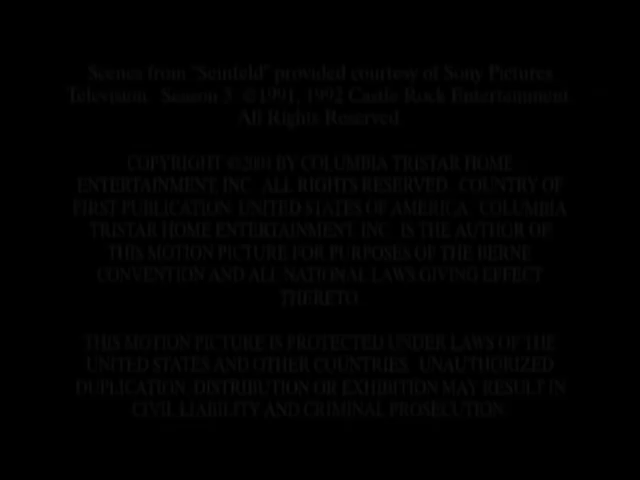 Scenes from "Seinfeld" provided courtesy of Sony Pictures
Television. Season 3 ©1991, 1992 Castle Rock Entertainment.
All Rights Reserved.
COPYRIGHT ©2004 BY COLUMBIA TRISTAR HOME
ENTERTAINMENT, INC. ALL RIGHTS RESERVED. COUNTRY OF
FIRST PUBLICATION: UNITED STATES OF AMERICA. COLUMBIA
TRISTAR HOME ENTERTAINMENT, INC. IS THE AUTHOR OF
THIS MOTION PICTURE FOR PURPOSES OF THE BERNE
CONVENTION AND ALL NATIONAL LAWS GIVING EFFECT
THERETO.
THIS MOTION PICTURE IS PROTECTED UNDER LAWS OF THE
UNITED STATES AND OTHER COUNTRIES. UNAUTHORIZED
DUPLICATION, DISTRIBUTION OR EXHIBITION MAY RESULT IN
CIVIL LIABILITY AND CRIMINAL PROSECUTION.